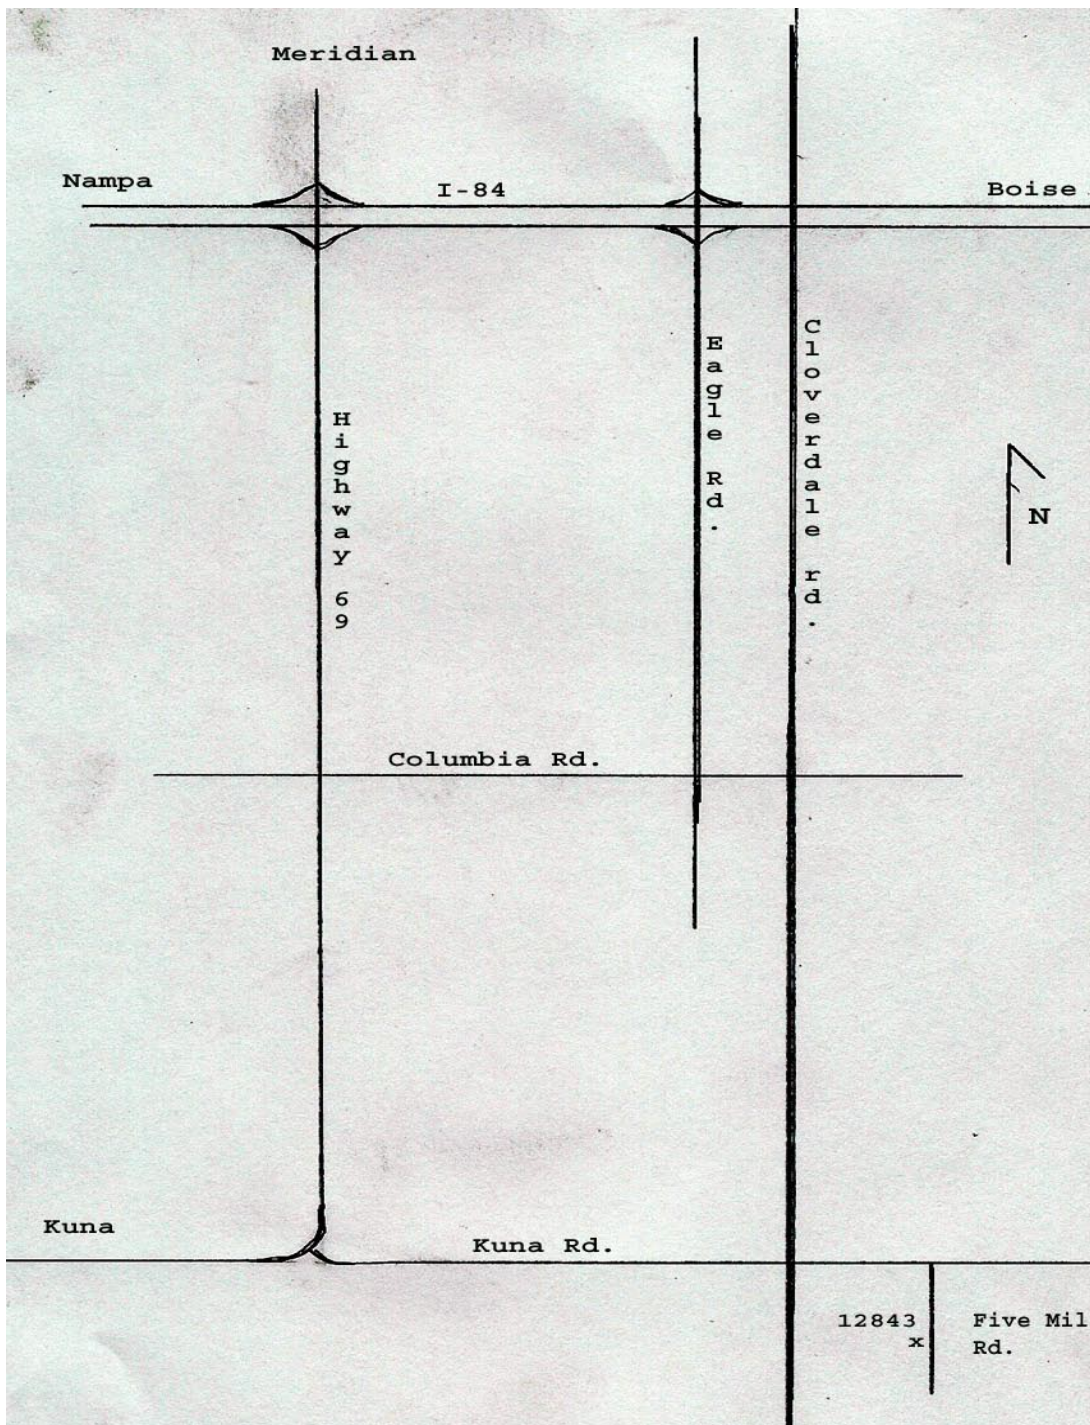 Meridian
Nampa
I-84
Boise
Eagle Rd.
Cloverdale rd.
Highway 69
N
Columbia Rd.
Kuna
Kuna Rd.
12843
x
Five Mil
Rd.